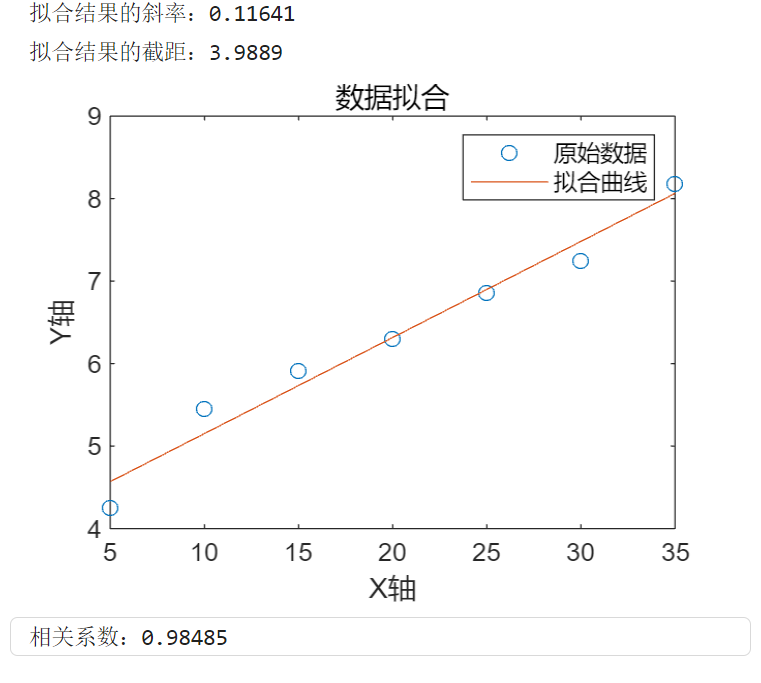 拟合结果的斜率：0.11641
拟合结果的截距：3.9889
数据拟合
9
8
7
6
5
4
Y轴
原始数据
拟合曲线
5 10 15 20 25 30 35
X轴
相关系数：0.98485